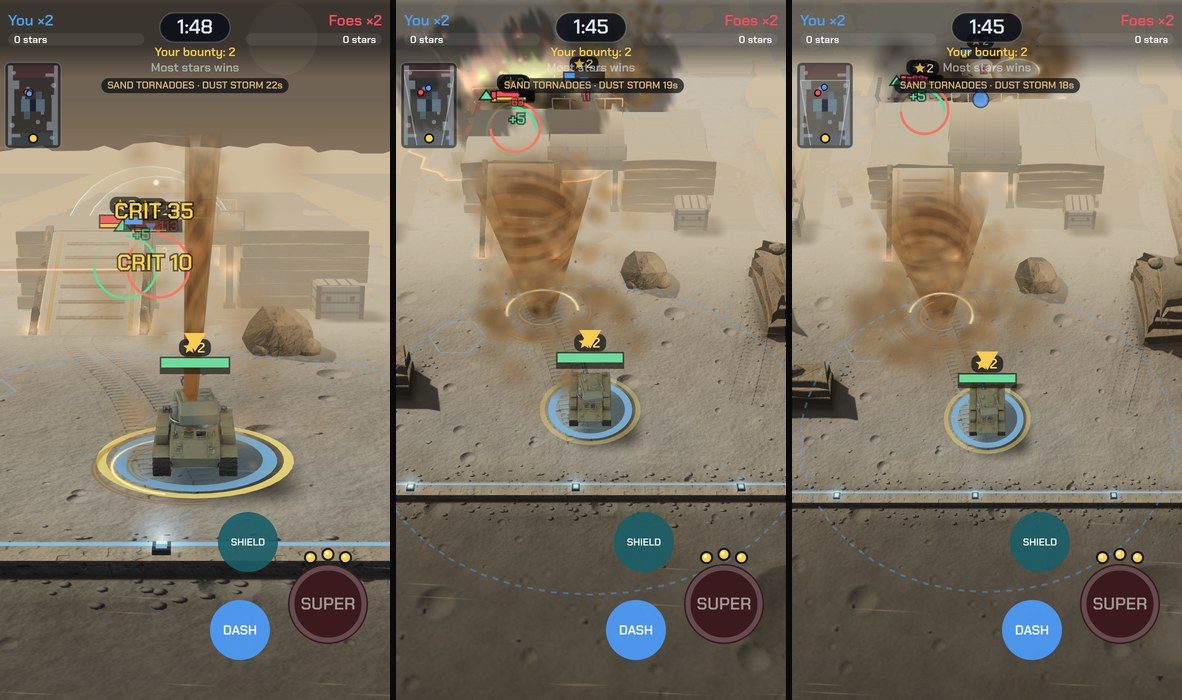 You ×2
1:48
Foes ×2
0 stars
0 stars
Your bounty: 2
Most stars wins
SAND TORNADOES · DUST STORM 22s
CRIT 35
+5
CRIT 10
2
SHIELD
SUPER
DASH
You ×2
1:45
Foes ×2
0 stars
0 stars
Your bounty: 2
Most stars wins
2
SAND TORNADOES · DUST STORM 19s
+5
2
SHIELD
SUPER
DASH
You ×2
1:45
Foes ×2
0 stars
0 stars
Your bounty: 2
Most stars wins
2
SAND TORNADOES · DUST STORM 18s
+5
2
SHIELD
SUPER
DASH